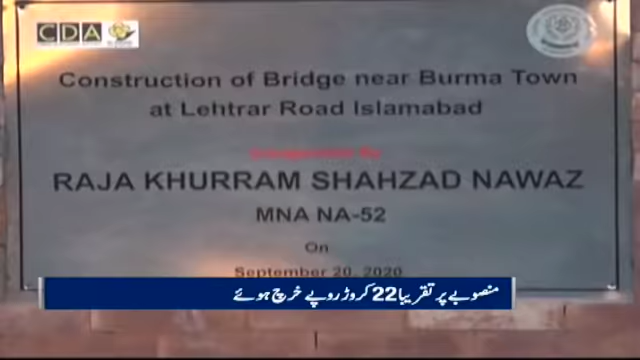 CDA
Construction of Bridge near Burma Town
at Lehtrar Road Islamabad
Inaugurated By
RAJA KHURRAM SHAHZAD NAWAZ
MNA NA-52
On
September 20, 2020
منصوبے پر تقریبا 22 کروڑ روپے خرچ ہوئے